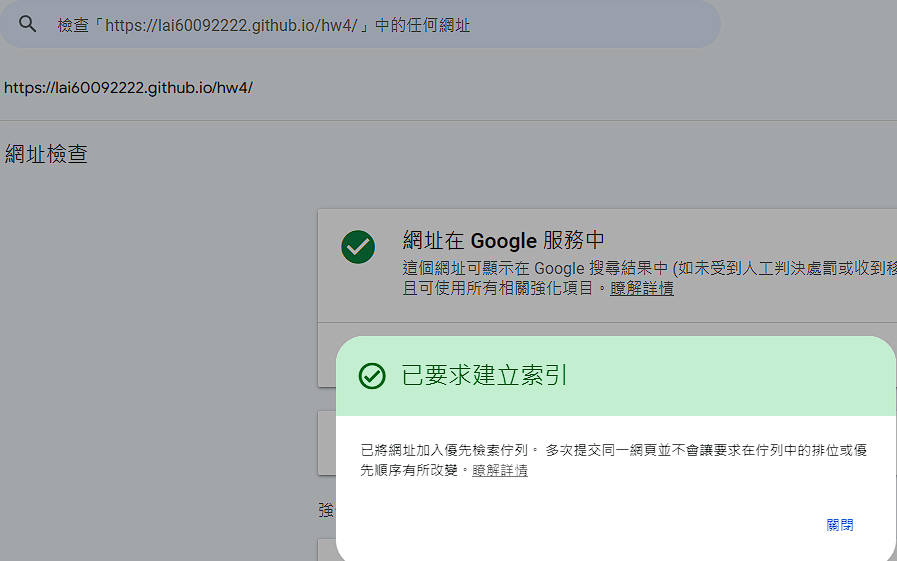 檢查「https://lai60092222.github.io/hw4/」中的任何網址
https://lai60092222.github.io/hw4/
網址檢查
網址在 Google 服務中
這個網址可顯示在 Google 搜尋結果中 (如未受到人工判決處罰或收到移
且可使用所有相關強化項目。瞭解詳情
已要求建立索引
已將網址加入優先檢索佇列。 多次提交同一網頁並不會讓要求在佇列中的排位或優
先順序有所改變。瞭解詳情
強
關閉